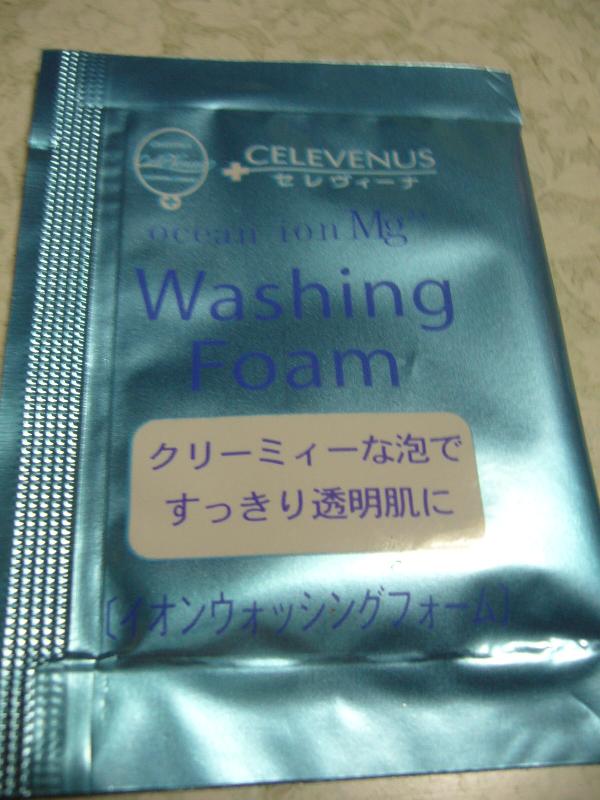 CELEVENUS
セレヴィーナ
ocean ion Mg
Washing
Foam
クリーミィーな泡で
すっきり透明肌に
〔イオンウォッシングフォーム〕